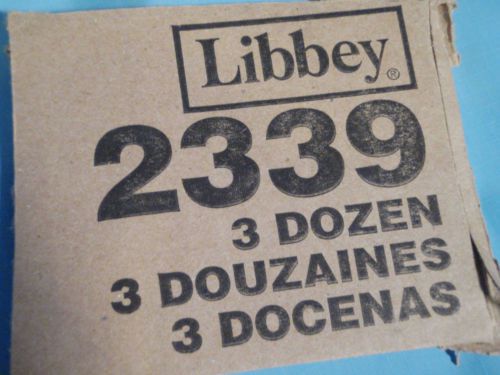 Libbey®
2339
3 DOZEN
3 DOUZAINES
3 DOCENAS